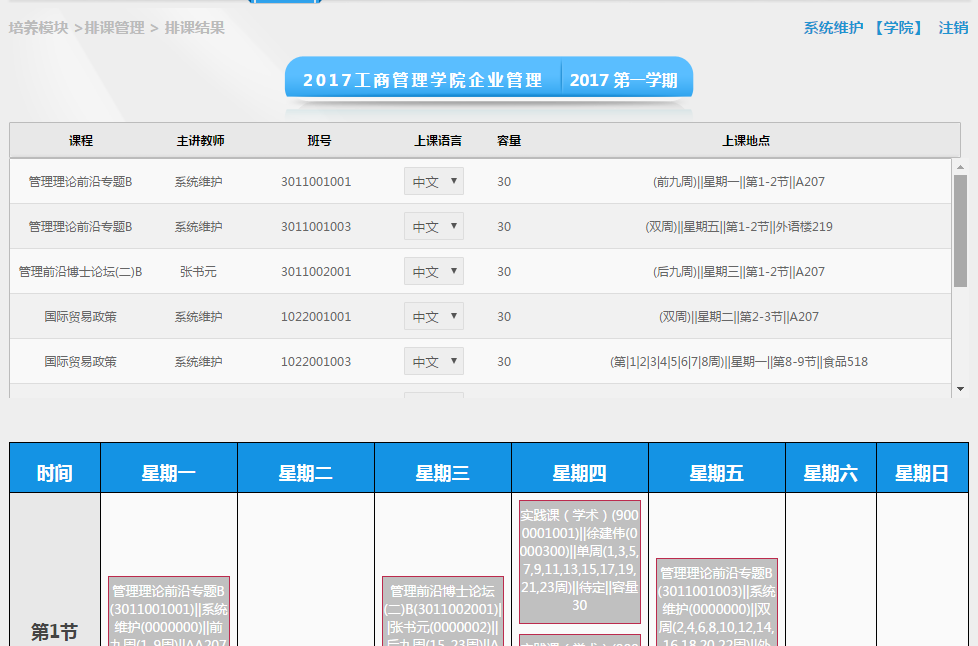 培养模块 >排课管理 > 排课结果
系统维护 【学院】 注销
2017工商管理学院企业管理 2017 第一学期
课程 主讲教师 班号 上课语言 容量 上课地点
管理理论前沿专题B 系统维护 3011001001 中文 30 (前九周)||星期一||第1-2节||A207
管理理论前沿专题B 系统维护 3011001003 中文 30 (双周)||星期五||第1-2节||外语楼219
管理前沿博士论坛(二)B 张书元 3011002001 中文 30 (后九周)||星期三||第1-2节||A207
国际贸易政策 系统维护 1022001001 中文 30 (双周)||星期二||第2-3节||A207
国际贸易政策 系统维护 1022001003 中文 30 (第|1|2|3|4|5|6|7|8周)||星期一||第8-9节||食品518
时间 星期一 星期二 星期三 星期四 星期五 星期六 星期日
第1节
管理理论前沿专题B
(3011001001)||系统
维护(0000000)||前
九周(1-9周)||AA207
管理前沿博士论坛
(二)B(3011002001)|
|张书元(0000002)||
后九周(15-23周)||A
实践课（学术）(900
0001001)||徐建伟(0
000300)||单周(1,3,5,
7,9,11,13,15,17,19,
21,23周)||待定||容量
30
实践课（学术）(900
管理理论前沿专题B
(3011001003)||系统
维护(0000000)||双
周(2,4,6,8,10,12,14,
16,18,20,22周)||外